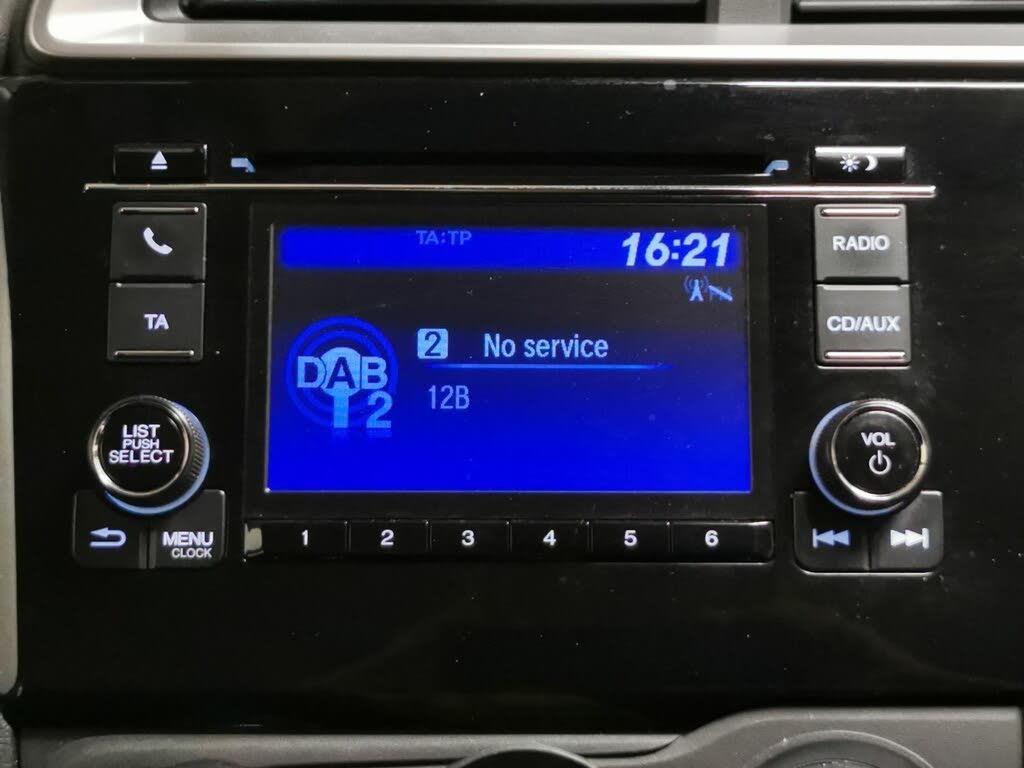 TA:TP
16:21
RADIO
TA
CD/AUX
2 No service
DAB
2
12B
LIST
PUSH
SELECT
VOL
MENU
CLOCK
1 2 3 4 5 6